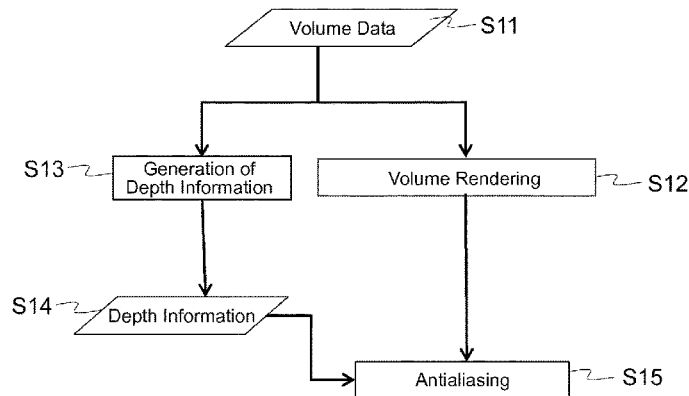 Volume Data
S11
S13
Generation of
Depth Information
Volume Rendering
S12
S14
Depth Information
Antialiasing
S15